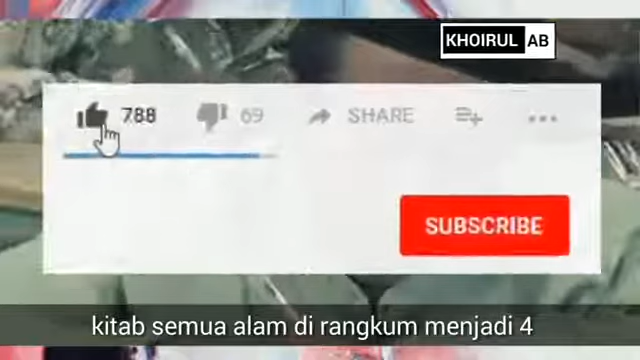 KHOIRUL AB
788 69 SHARE
SUBSCRIBE
kitab semua alam di rangkum menjadi 4